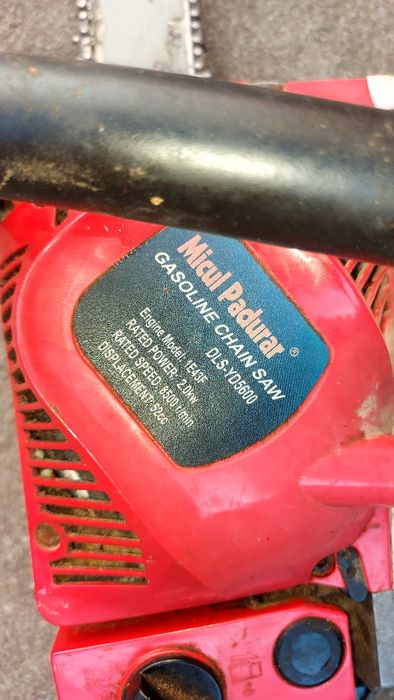 Micul Padurar ®
GASOLINE CHAIN SAW
DLS-YD5600
Engine Model: 1E43F
RATED POWER: 2.0kw
RATED SPEED: 8500 r/min
DISPLACEMENT: 52cc